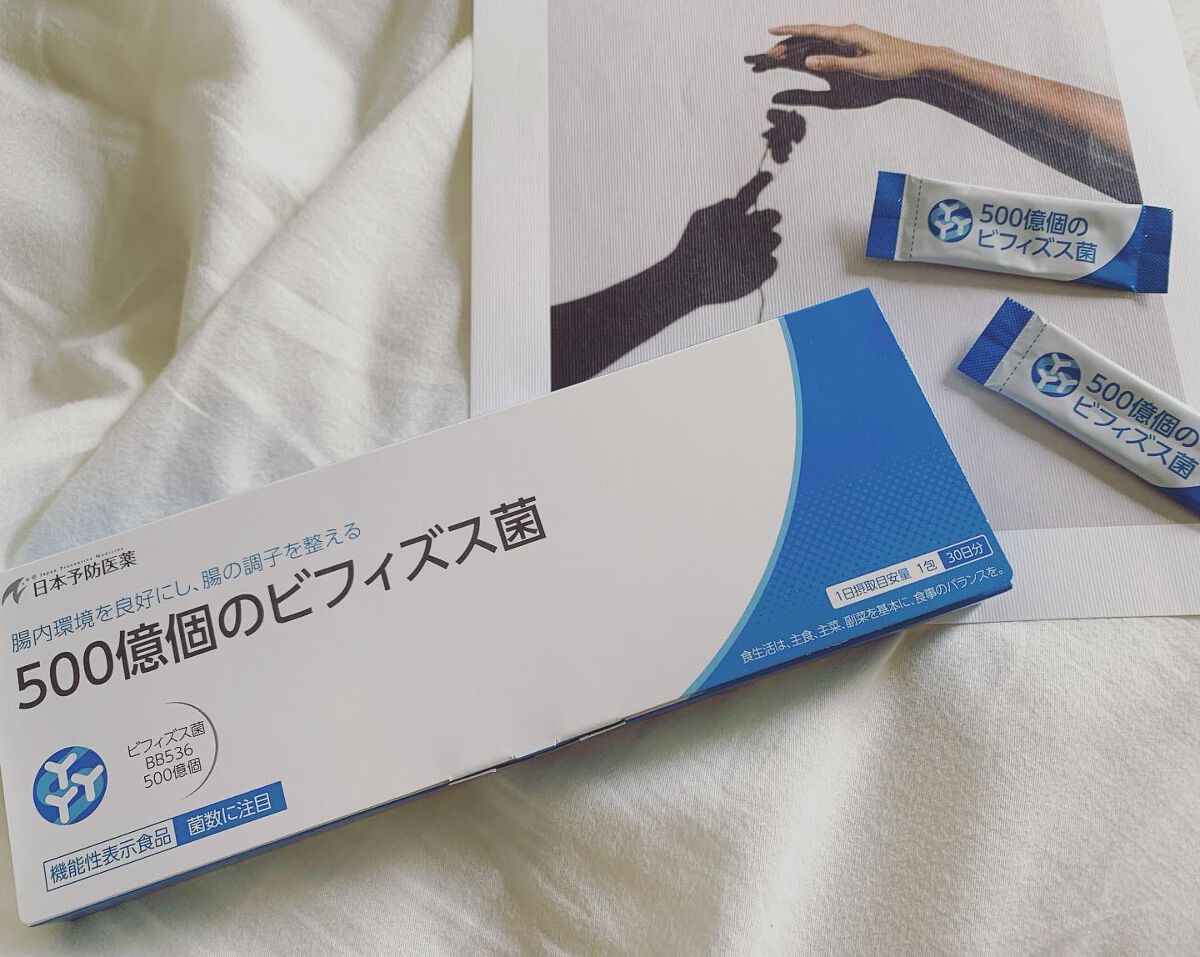 500億個の
ビフィズス菌
500億個の
ビフィズス菌
Japan Preventive Medicine
日本予防医薬
腸内環境を良好にし、腸の調子を整える
500億個のビフィズス菌
ビフィズス菌
BB536
500億個
機能性表示食品 菌数に注目
1日摂取目安量 1包 30日分
食生活は、主食、主菜、副菜を基本に、食事のバランスを。